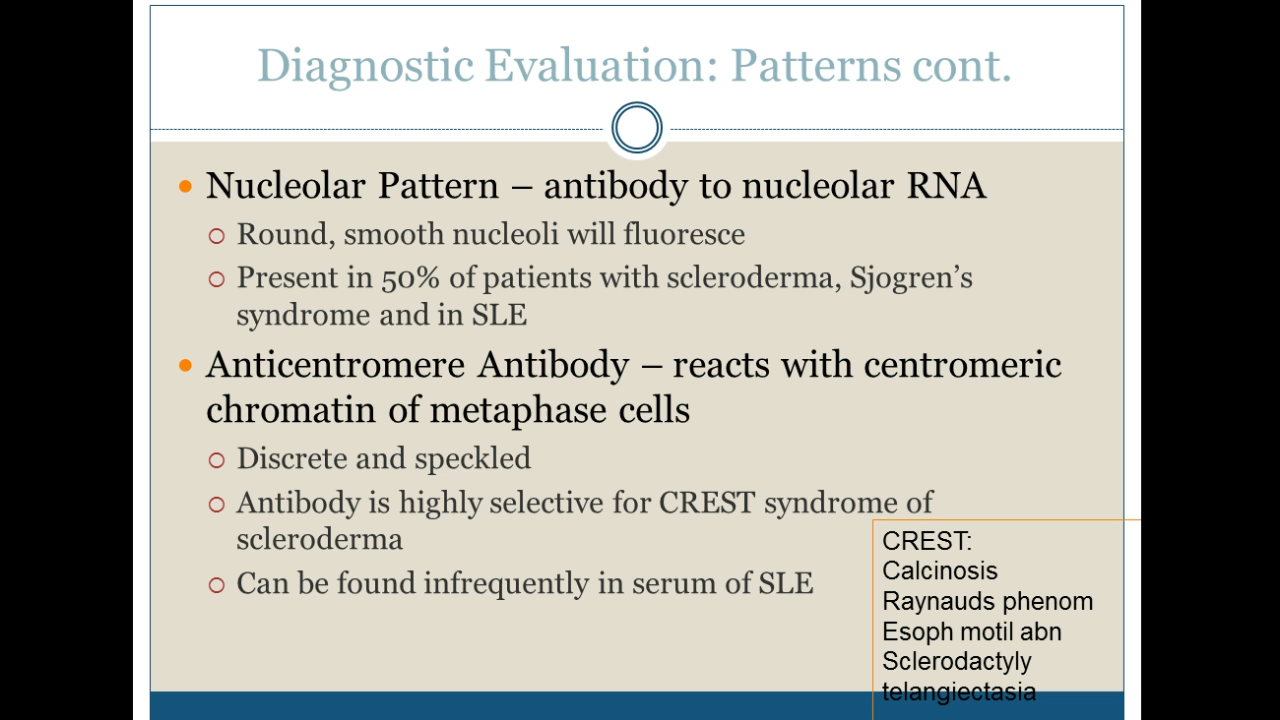 Diagnostic Evaluation: Patterns cont.
Nucleolar Pattern – antibody to nucleolar RNA
Round, smooth nucleoli will fluoresce
Present in 50% of patients with scleroderma, Sjogren’s
syndrome and in SLE
Anticentromere Antibody – reacts with centromeric
chromatin of metaphase cells
Discrete and speckled
Antibody is highly selective for CREST syndrome of
scleroderma
Can be found infrequently in serum of SLE
CREST:
Calcinosis
Raynauds phenom
Esoph motil abn
Sclerodactyly
telangiectasia